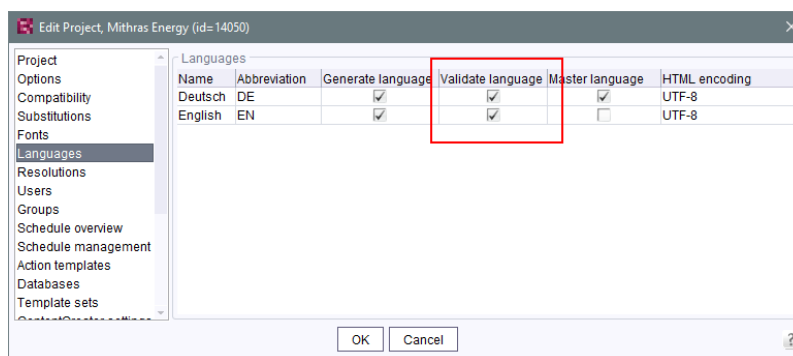 Edit Project, Mithras Energy (id=14050)
Project
Options
Compatibility
Substitutions
Fonts
Languages
Resolutions
Users
Groups
Schedule overview
Schedule management
Action templates
Databases
Template sets
ContentCreator settings
Languages
Name Abbreviation Generate language Validate language Master language HTML encoding
Deutsch DE UTF-8
English EN UTF-8
OK Cancel
?